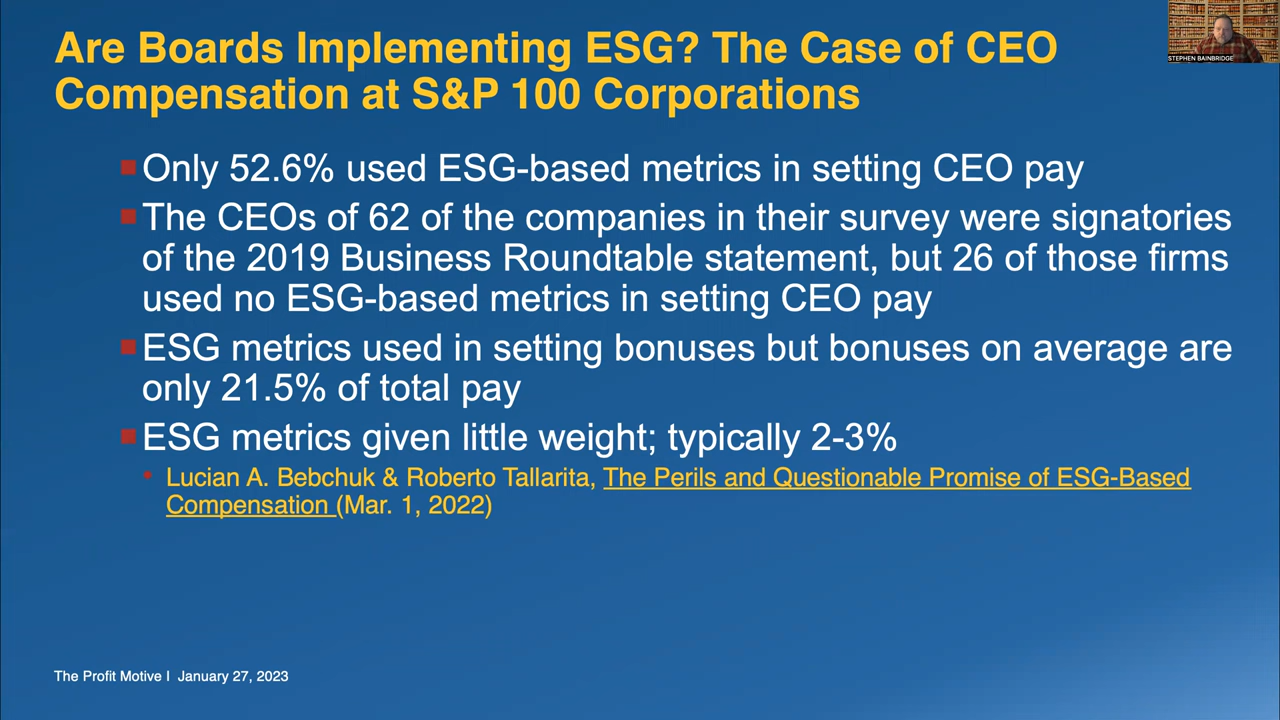 Are Boards Implementing ESG? The Case of CEO
Compensation at S&P 100 Corporations
STEPHEN BAINBRIDGE
Only 52.6% used ESG-based metrics in setting CEO pay
The CEOs of 62 of the companies in their survey were signatories
of the 2019 Business Roundtable statement, but 26 of those firms
used no ESG-based metrics in setting CEO pay
ESG metrics used in setting bonuses but bonuses on average are
only 21.5% of total pay
ESG metrics given little weight; typically 2-3%
Lucian A. Bebchuk & Roberto Tallarita, The Perils and Questionable Promise of ESG-Based
Compensation (Mar. 1, 2022)
The Profit Motive I January 27, 2023